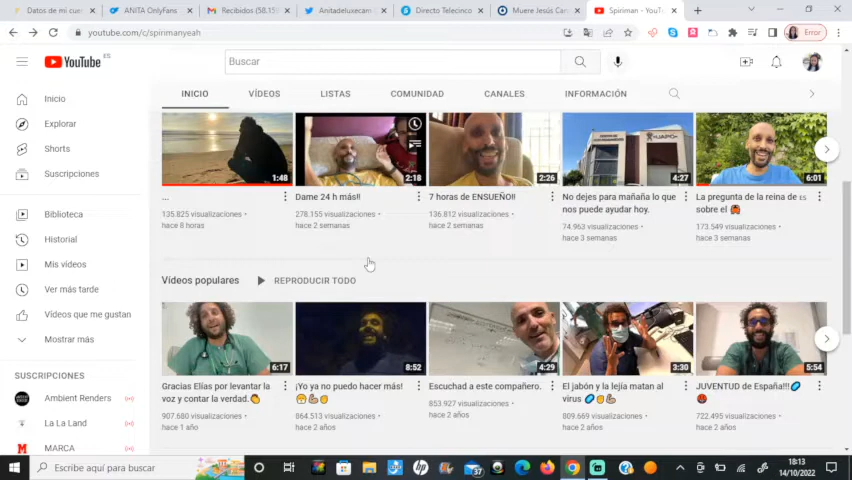 Datos de mi cue
ANITA OnlyFans
Recibidos (58.159
Anitadeluxecam
Directo Telecinco
Muere Jesús Can
Spiriman - YouTu
youtube.com/c/spirimanyeah
Error
YouTube ES
Buscar
INICIO VÍDEOS LISTAS COMUNIDAD CANALES INFORMACIÓN
Inicio
Explorar
Shorts
Suscripciones
Biblioteca
Historial
Mis vídeos
Ver más tarde
Vídeos que me gustan
Mostrar más
SUSCRIPCIONES
Ambient Renders
La La Land
MARCA
1:48
...
135.825 visualizaciones •
hace 8 horas
2:18
Dame 24 h más!!
278.155 visualizaciones •
hace 2 semanas
2:26
7 horas de ENSUEÑO!!
136.812 visualizaciones •
hace 2 semanas
UAPO
4:27
No dejes para mañaña lo que
nos puede ayudar hoy.
74.963 visualizaciones •
hace 3 semanas
6:01
La pregunta de la reina de ES
sobre el 🦀
173.549 visualizaciones •
hace 3 semanas
Vídeos populares REPRODUCIR TODO
6:17
Gracias Elías por levantar la
voz y contar la verdad.👏
907.680 visualizaciones •
hace 1 año
8:52
¡Yo ya no puedo hacer más!
864.513 visualizaciones •
hace 2 años
4:29
Escuchad a este compañero.
853.927 visualizaciones •
hace 2 años
3:30
El jabón y la lejía matan al
virus
809.669 visualizaciones •
hace 2 años
5:54
JUVENTUD de España!!!
722.495 visualizaciones •
hace 2 años
Escribe aquí para buscar
37
18:13
14/10/2022